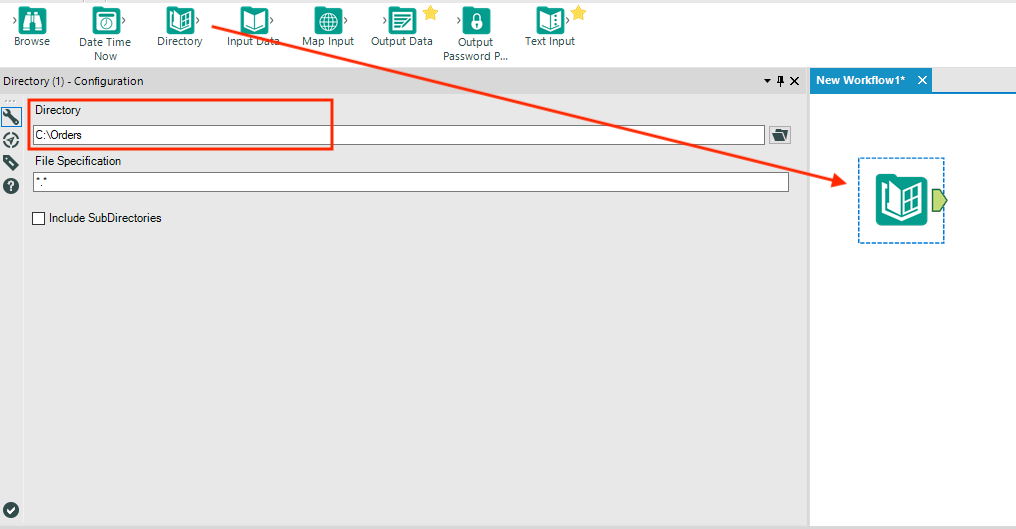 Browse
Date Time
Now
Directory
Input Data
Map Input
Output Data
Output
Password P...
Text Input
Directory (1) - Configuration
New Workflow1*
Directory
C:\Orders
File Specification
*.*
Include SubDirectories